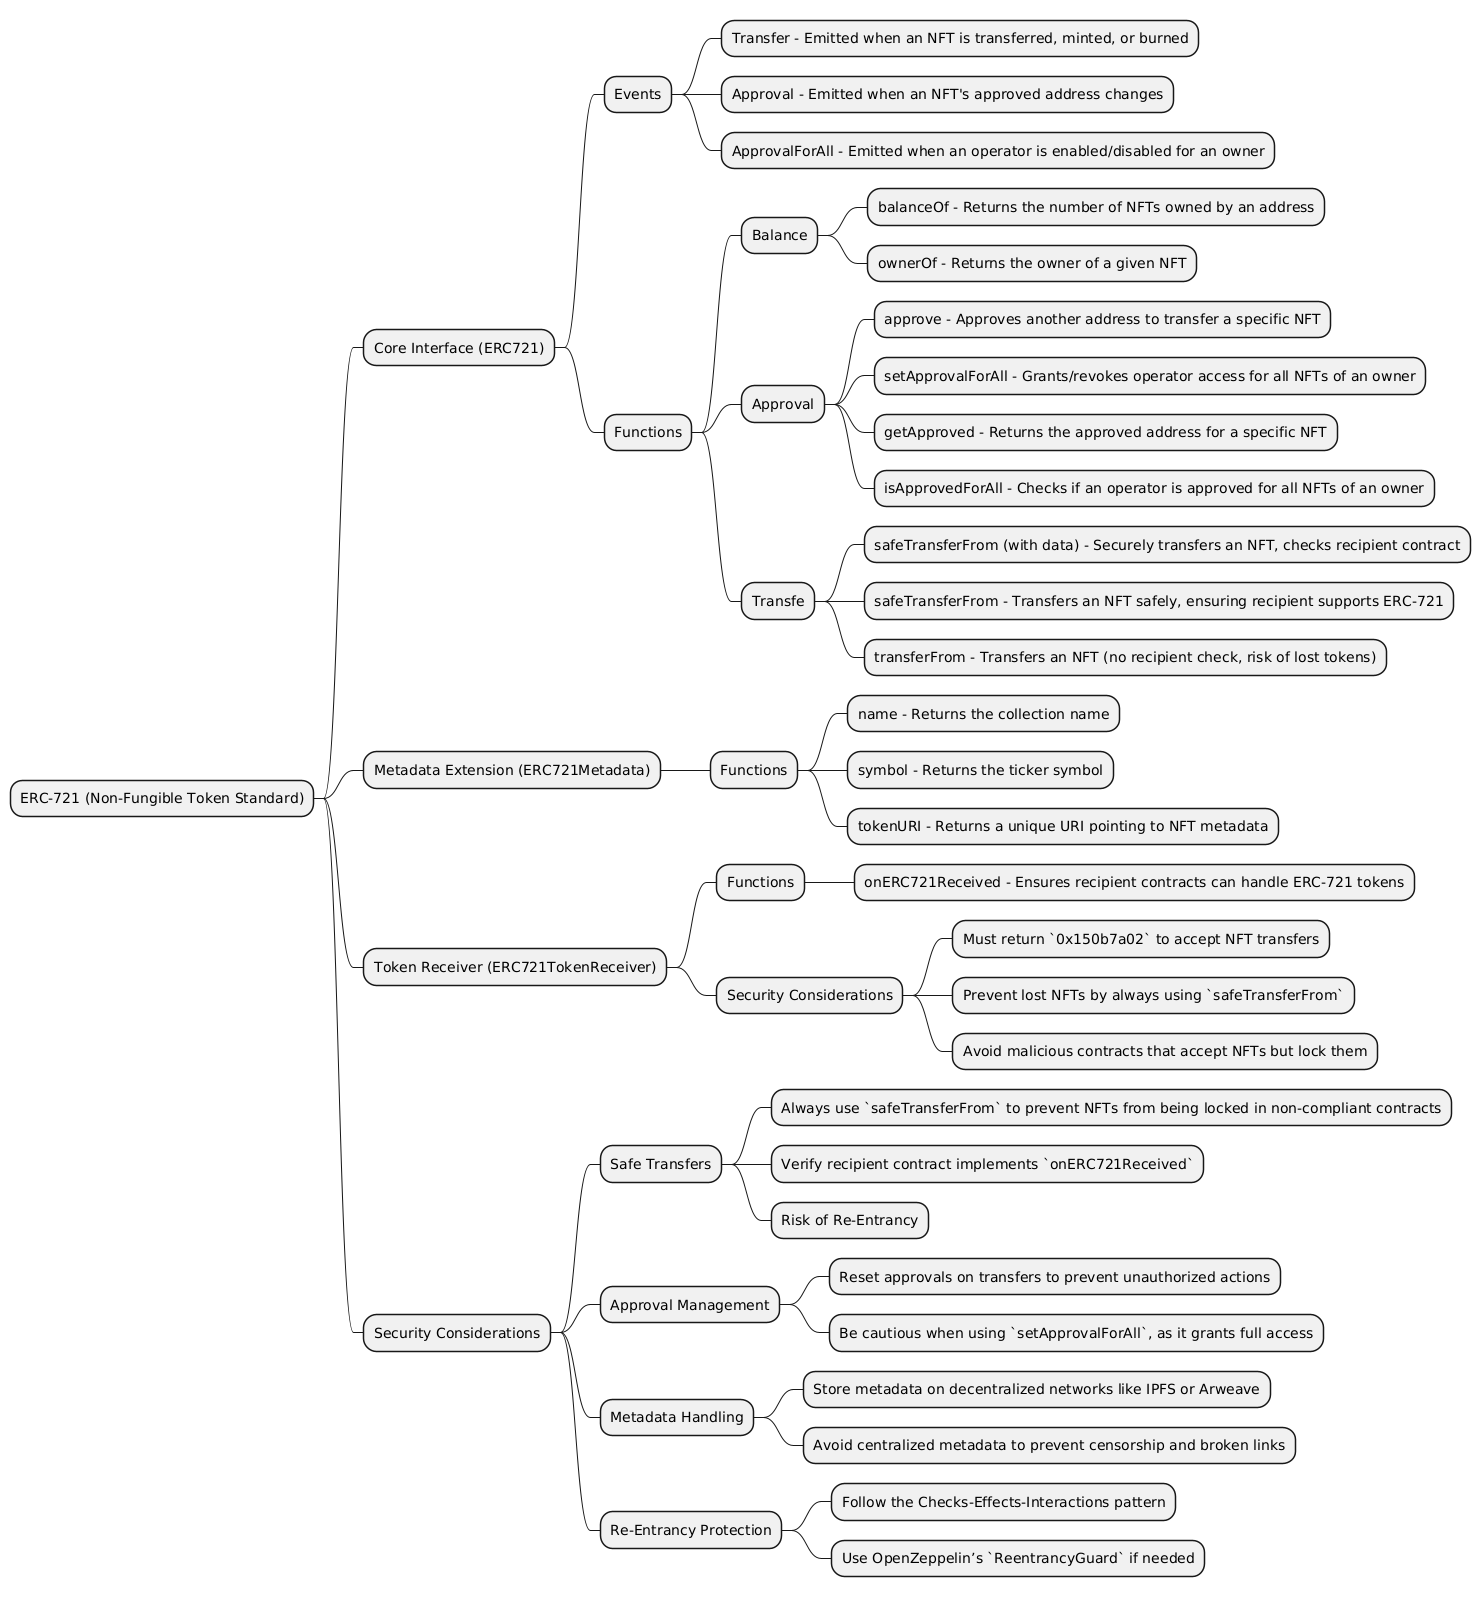 ERC-721 (Non-Fungible Token Standard)
Core Interface (ERC721)
Events
Transfer - Emitted when an NFT is transferred, minted, or burned
Approval - Emitted when an NFT's approved address changes
ApprovalForAll - Emitted when an operator is enabled/disabled for an owner
Functions
Balance
balanceOf - Returns the number of NFTs owned by an address
ownerOf - Returns the owner of a given NFT
Approval
approve - Approves another address to transfer a specific NFT
setApprovalForAll - Grants/revokes operator access for all NFTs of an owner
getApproved - Returns the approved address for a specific NFT
isApprovedForAll - Checks if an operator is approved for all NFTs of an owner
Transfe
safeTransferFrom (with data) - Securely transfers an NFT, checks recipient contract
safeTransferFrom - Transfers an NFT safely, ensuring recipient supports ERC-721
transferFrom - Transfers an NFT (no recipient check, risk of lost tokens)
Metadata Extension (ERC721Metadata)
Functions
name - Returns the collection name
symbol - Returns the ticker symbol
tokenURI - Returns a unique URI pointing to NFT metadata
Token Receiver (ERC721TokenReceiver)
Functions
onERC721Received - Ensures recipient contracts can handle ERC-721 tokens
Security Considerations
Must return `0x150b7a02` to accept NFT transfers
Prevent lost NFTs by always using `safeTransferFrom`
Avoid malicious contracts that accept NFTs but lock them
Security Considerations
Safe Transfers
Always use `safeTransferFrom` to prevent NFTs from being locked in non-compliant contracts
Verify recipient contract implements `onERC721Received`
Risk of Re-Entrancy
Approval Management
Reset approvals on transfers to prevent unauthorized actions
Be cautious when using `setApprovalForAll`, as it grants full access
Metadata Handling
Store metadata on decentralized networks like IPFS or Arweave
Avoid centralized metadata to prevent censorship and broken links
Re-Entrancy Protection
Follow the Checks-Effects-Interactions pattern
Use OpenZeppelin’s `ReentrancyGuard` if needed